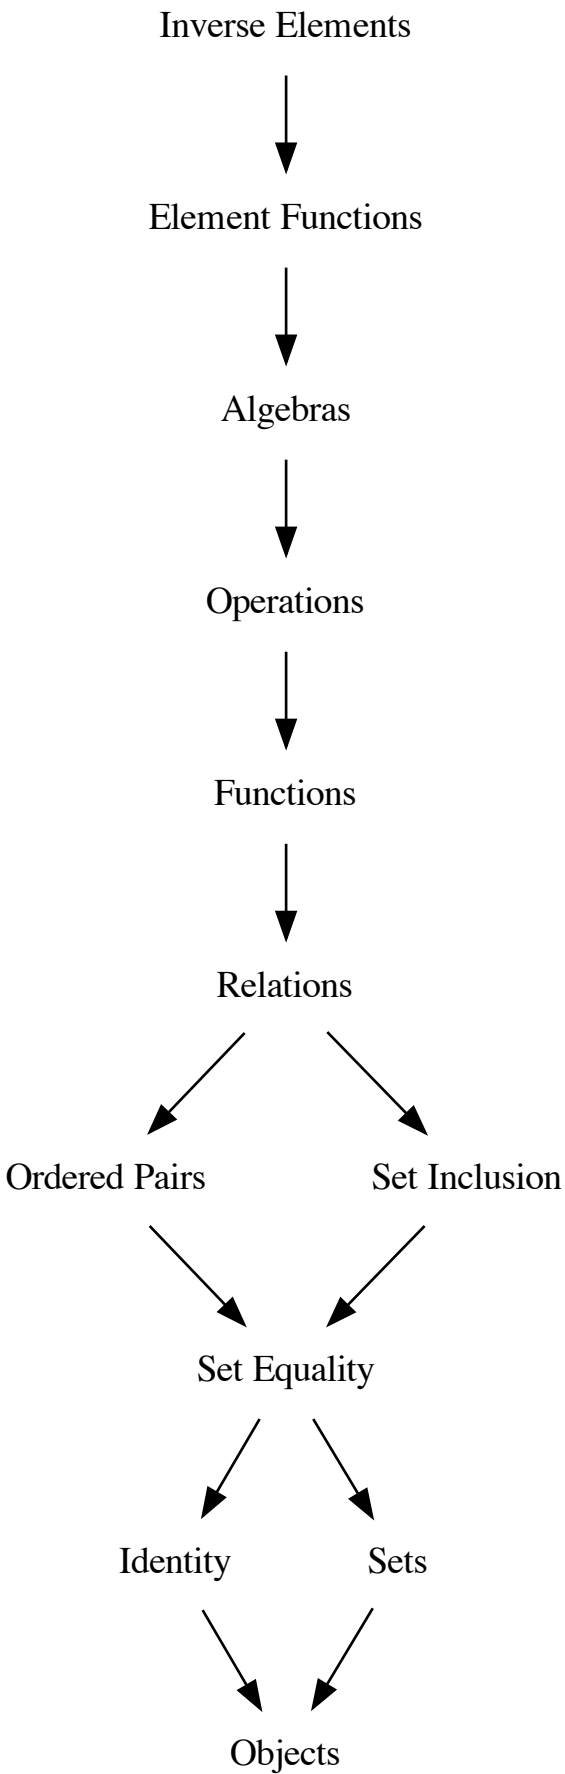 Inverse Elements
Element Functions
Algebras
Operations
Functions
Relations
Ordered Pairs
Set Inclusion
Set Equality
Identity
Sets
Objects